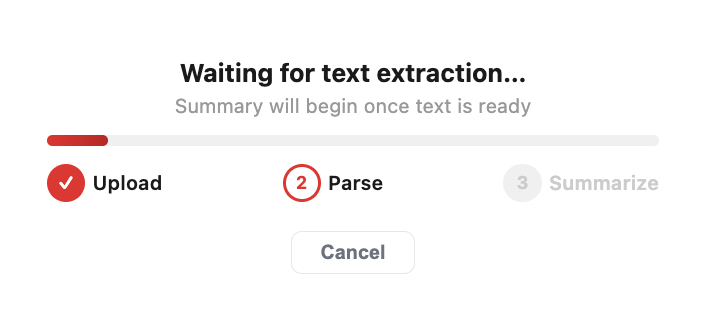 Waiting for text extraction...
Summary will begin once text is ready
Upload
2 Parse
3 Summarize
Cancel